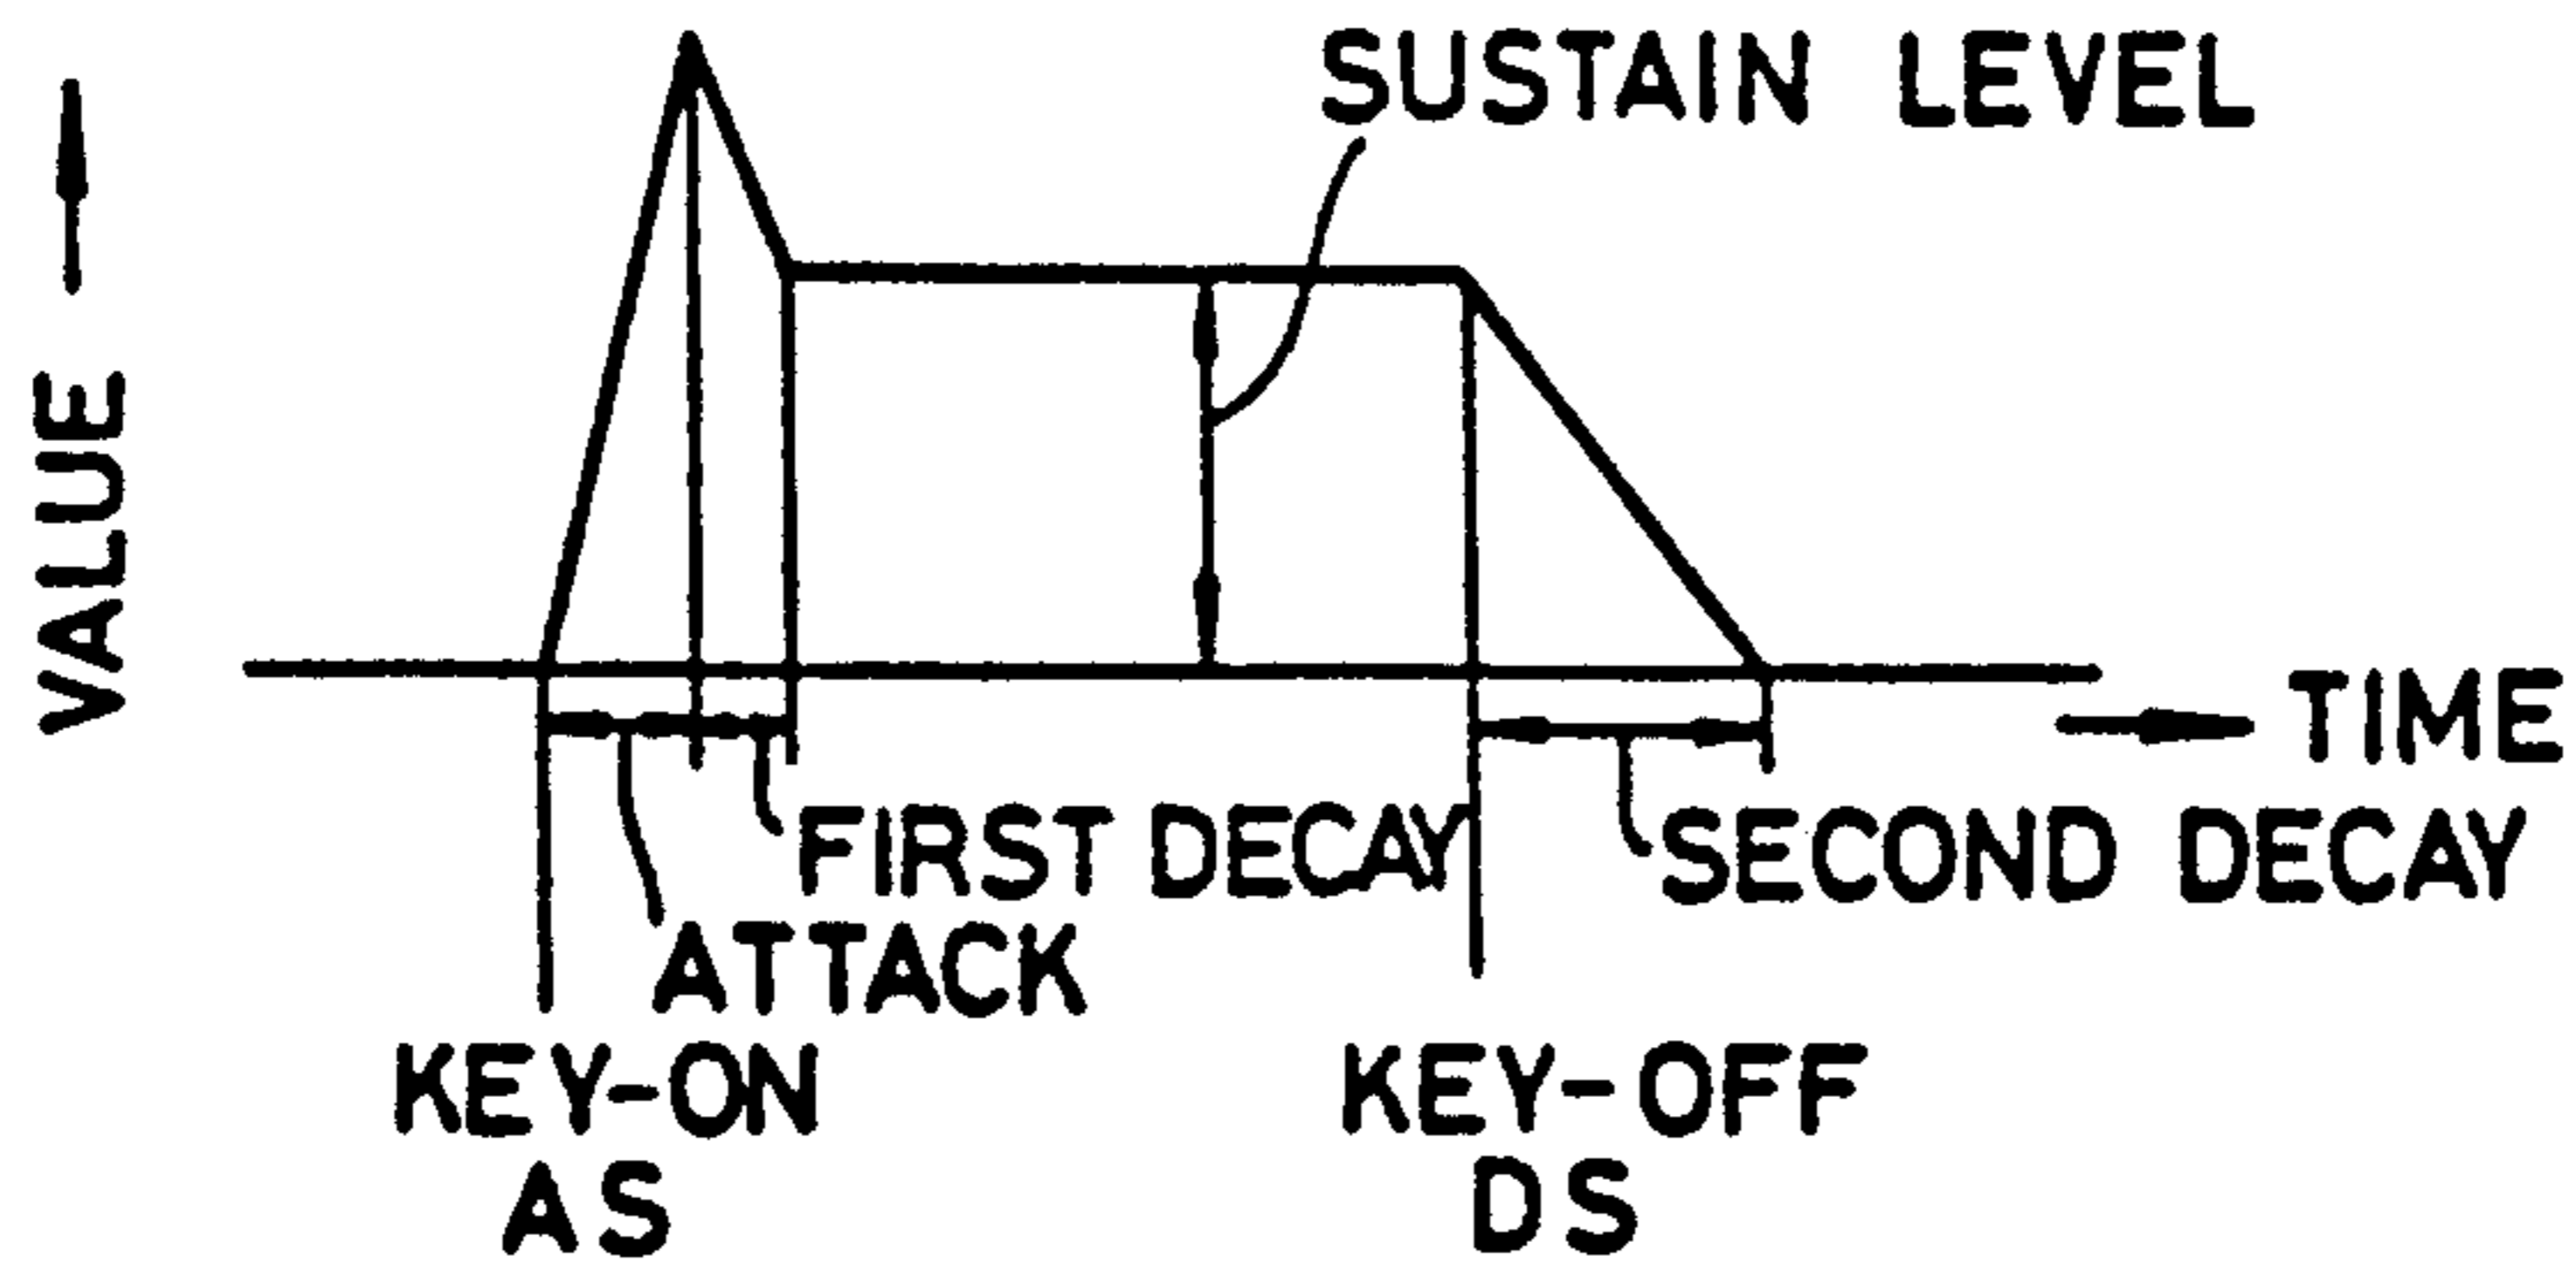 SUSTAIN LEVEL
VALUE
TIME
FIRST DECAY
SECOND DECAY
ATTACK
KEY-ON
AS
KEY-OFF
DS